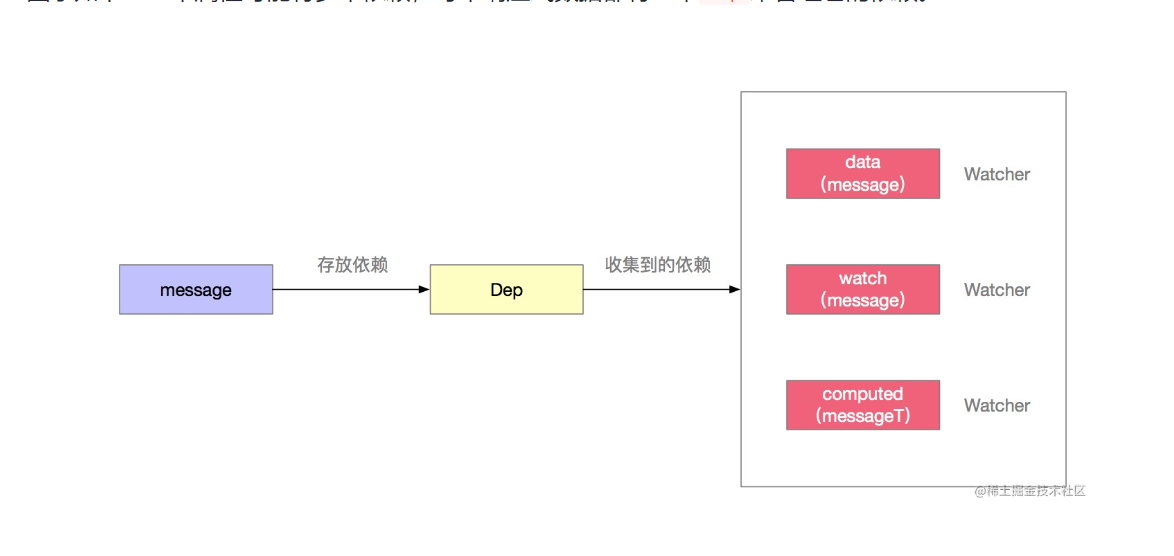 data
(message)
Watcher
存放依赖
收集到的依赖
message
Dep
watch
(message)
Watcher
computed
(messageT)
Watcher
@稀土掘金技术社区